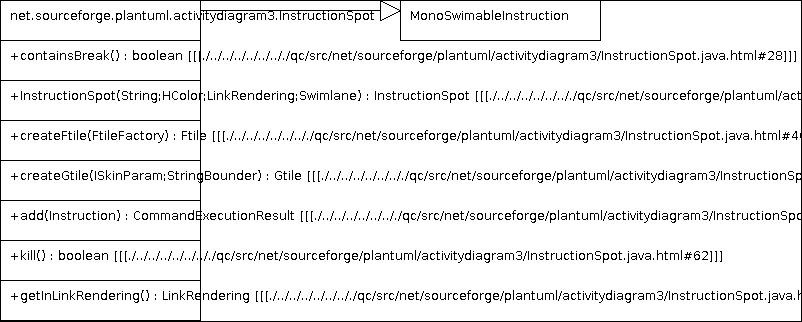 net.sourceforge.plantuml.activitydiagram3.InstructionSpot
MonoSwimableInstruction
+containsBreak() : boolean [[[./../../../../../../../qc/src/net/sourceforge/plantuml/activitydiagram3/InstructionSpot.java.html#28]]]
+InstructionSpot(String;HColor;LinkRendering;Swimlane) : InstructionSpot [[[./../../../../../../../qc/src/net/sourceforge/plantuml/act
+createFtile(FtileFactory) : Ftile [[[./../../../../../../../qc/src/net/sourceforge/plantuml/activitydiagram3/InstructionSpot.java.html#4
+createGtile(ISkinParam;StringBounder) : Gtile [[[./../../../../../../../qc/src/net/sourceforge/plantuml/activitydiagram3/InstructionSp
+add(Instruction) : CommandExecutionResult [[[./../../../../../../../qc/src/net/sourceforge/plantuml/activitydiagram3/InstructionSpo
+kill() : boolean [[[./../../../../../../../qc/src/net/sourceforge/plantuml/activitydiagram3/InstructionSpot.java.html#62]]]
+getInLinkRendering() : LinkRendering [[[./../../../../../../../qc/src/net/sourceforge/plantuml/activitydiagram3/InstructionSpot.java.h